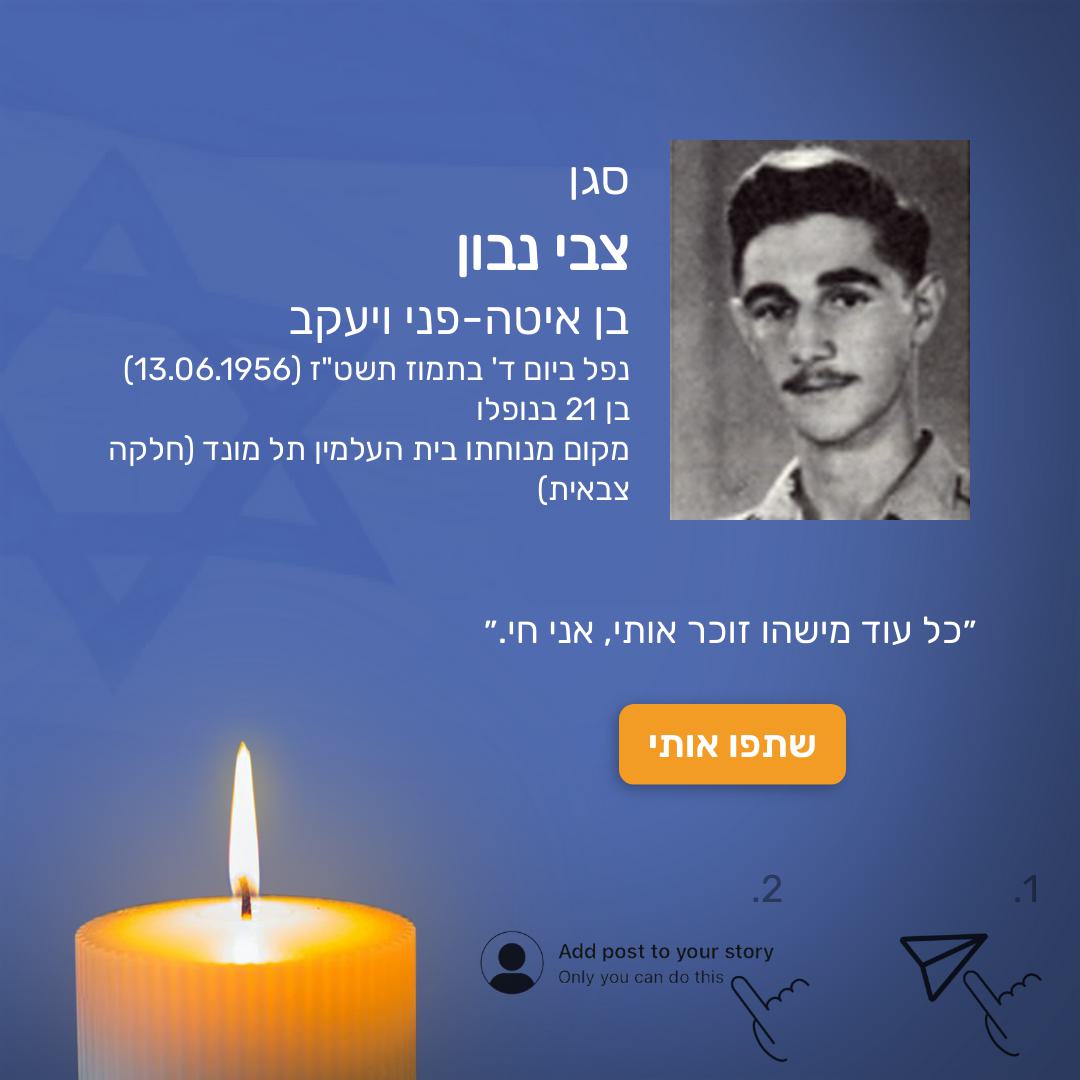 סגן
צבי נבון
בן איטה-פני ויעקב
נפל ביום ד' בתמוז תשט"ז (13.06.1956)
בן 21 בנופלו
מקום מנוחתו בית העלמין תל מונד (חלקה
צבאית)
״כל עוד מישהו זוכר אותי, אני חי.״
שתפו אותי
1.
2.
Add post to your story
Only you can do this